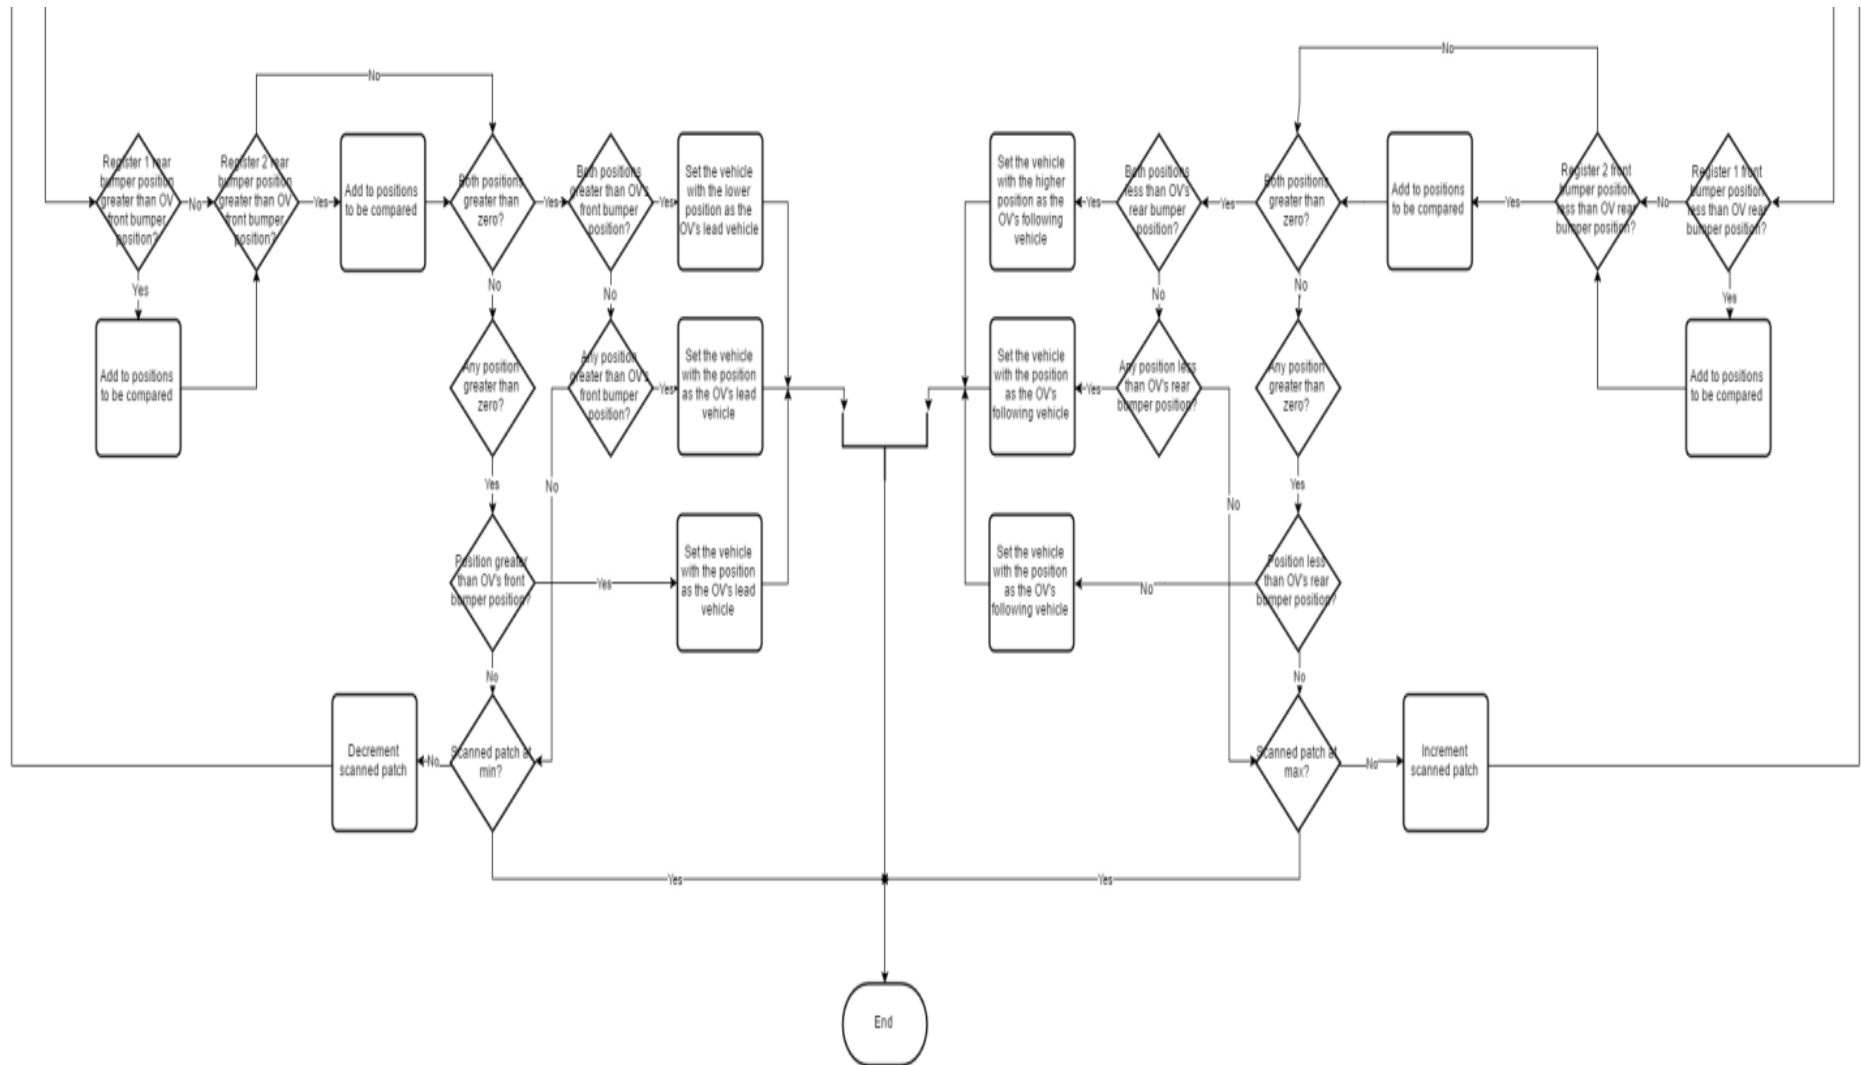 No
No
Register 1 rear
bumper position
greater than OV
front bumper
position?
No
Register 2 rear
bumper position
greater than OV
front bumper
position?
Yes
Add to positions
to be compared
Both positions
greater than
zero?
Yes
Both positions
greater than OV's
front bumper
position?
Yes
Set the vehicle
with the lower
position as the
OV's lead vehicle
Set the vehicle
with the higher
position as the
OV's following
vehicle
Yes
Both positions
less than OV's
rear bumper
position?
Yes
Both positions
greater than
zero?
Add to positions
to be compared
Yes
Register 2 front
bumper position
less than OV rear
bumper position?
No
Register 1 front
bumper position
less than OV rear
bumper position?
Yes
No
No
No
No
Yes
Add to positions
to be compared
Any position
greater than
zero?
Any position
greater than OV's
front bumper
position?
Yes
Set the vehicle
with the position
as the OV's lead
vehicle
Set the vehicle
with the position
as the OV's
following vehicle
Yes
Any position less
than OV's rear
bumper position?
Any position
greater than
zero?
Add to positions
to be compared
Yes
No
No
Yes
Position greater
than OV's front
bumper position?
Yes
Set the vehicle
with the position
as the OV's lead
vehicle
Set the vehicle
with the position
as the OV's
following vehicle
No
Position less
than OV's rear
bumper position?
No
No
Decrement
scanned patch
No
Scanned patch at
min?
Scanned patch at
max?
No
Increment
scanned patch
Yes
Yes
End